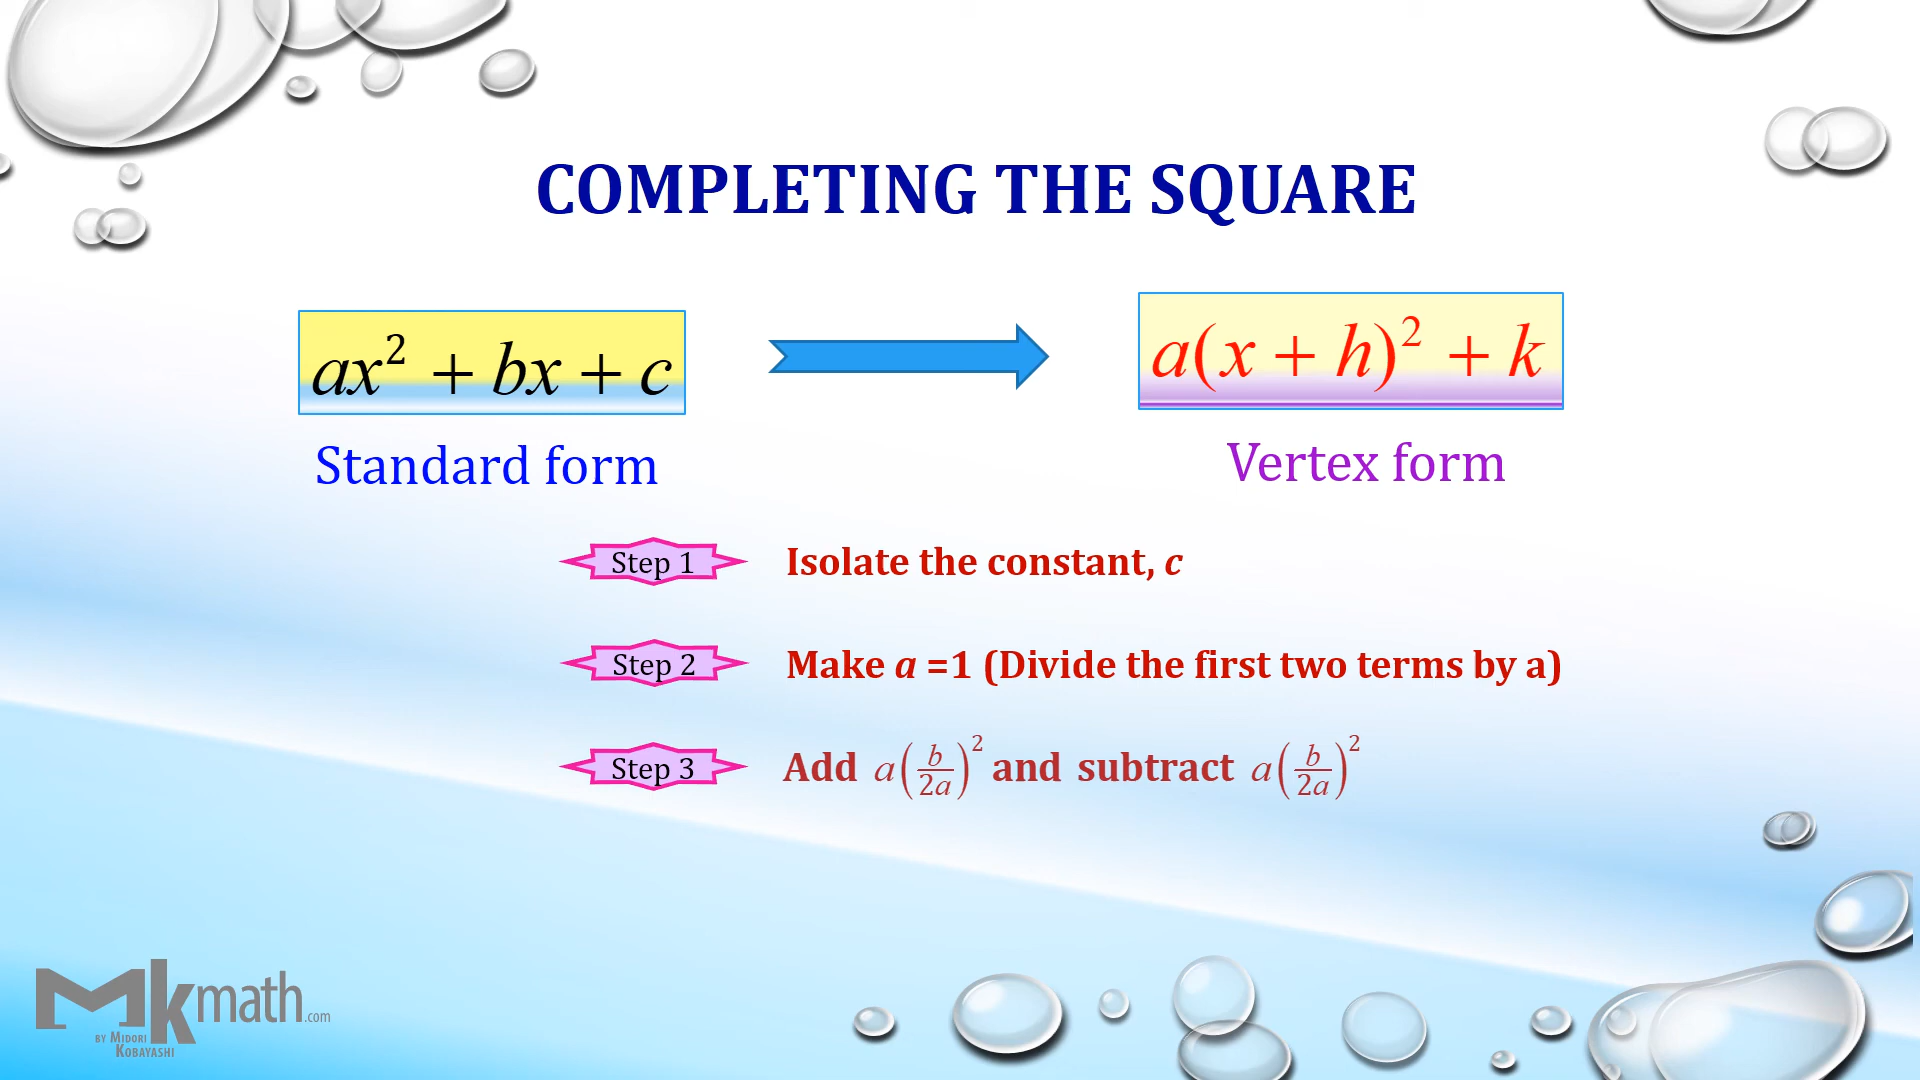 COMPLETING THE SQUARE
ax² + bx + c
a(x + h)² + k
Standard form
Vertex form
Step 1 Isolate the constant, c
Step 2 Make a =1 (Divide the first two terms by a)
Step 3 Add a(b/2a)² and subtract a(b/2a)²
Mkmath.com
BY MIDORI
KOBAYASHI